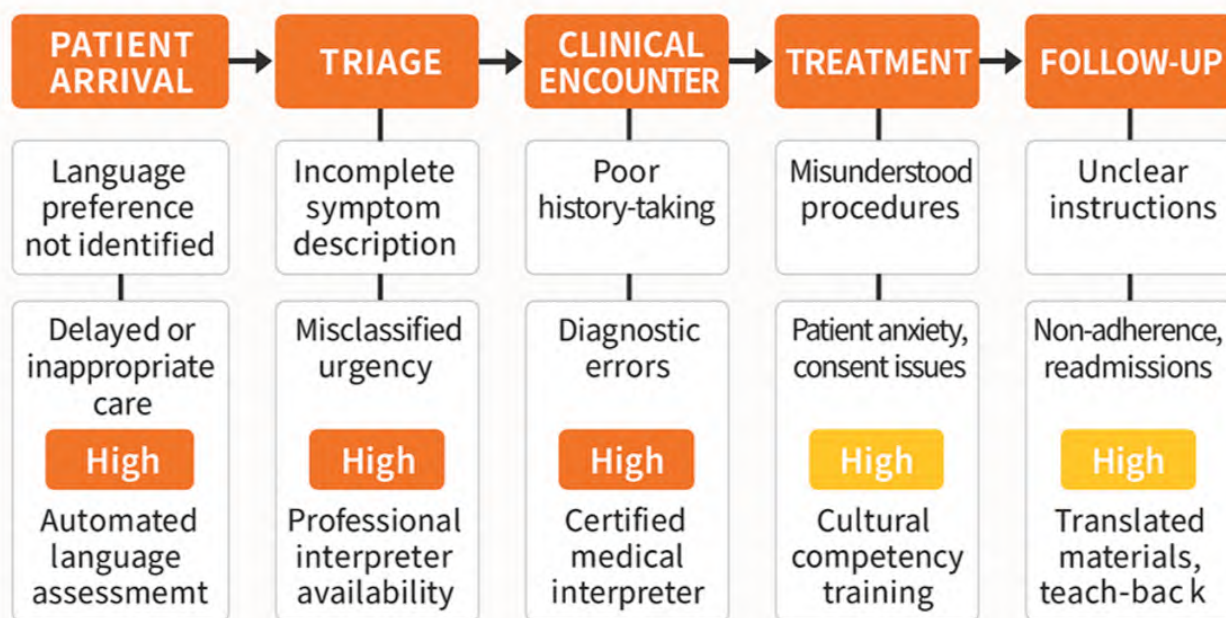 PATIENT
ARRIVAL
TRIAGE
CLINICAL
ENCOUNTER
TREATMENT
FOLLOW-UP
Language
preference
not identified
Incomplete
symptom
description
Poor
history-taking
Misunderstood
procedures
Unclear
instructions
Delayed or
inappropriate
care
Misclassified
urgency
Diagnostic
errors
Patient anxiety,
consent issues
Non-adherence,
readmissions
High
High
High
High
High
Automated
language
assessmemt
Professional
interpreter
availability
Certified
medical
interpreter
Cultural
competency
training
Translated
materials,
teach-bac k